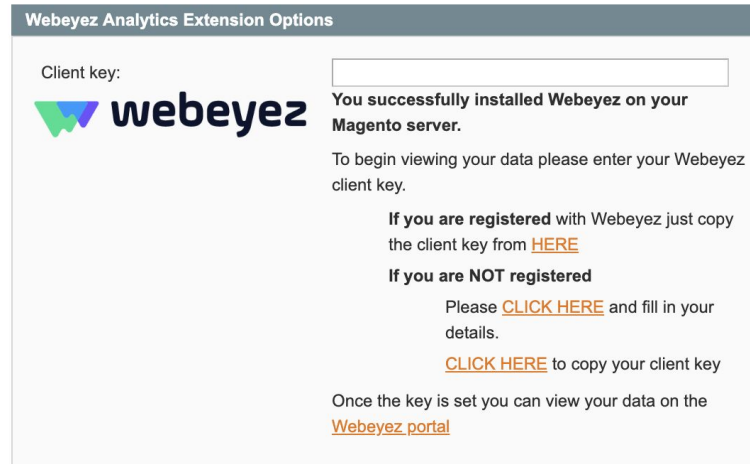 Webeyez Analytics Extension Options
Client key:
webeyez
You successfully installed Webeyez on your
Magento server.
To begin viewing your data please enter your Webeyez
client key.
If you are registered with Webeyez just copy
the client key from HERE
If you are NOT registered
Please CLICK HERE and fill in your
details.
CLICK HERE to copy your client key
Once the key is set you can view your data on the
Webeyez portal